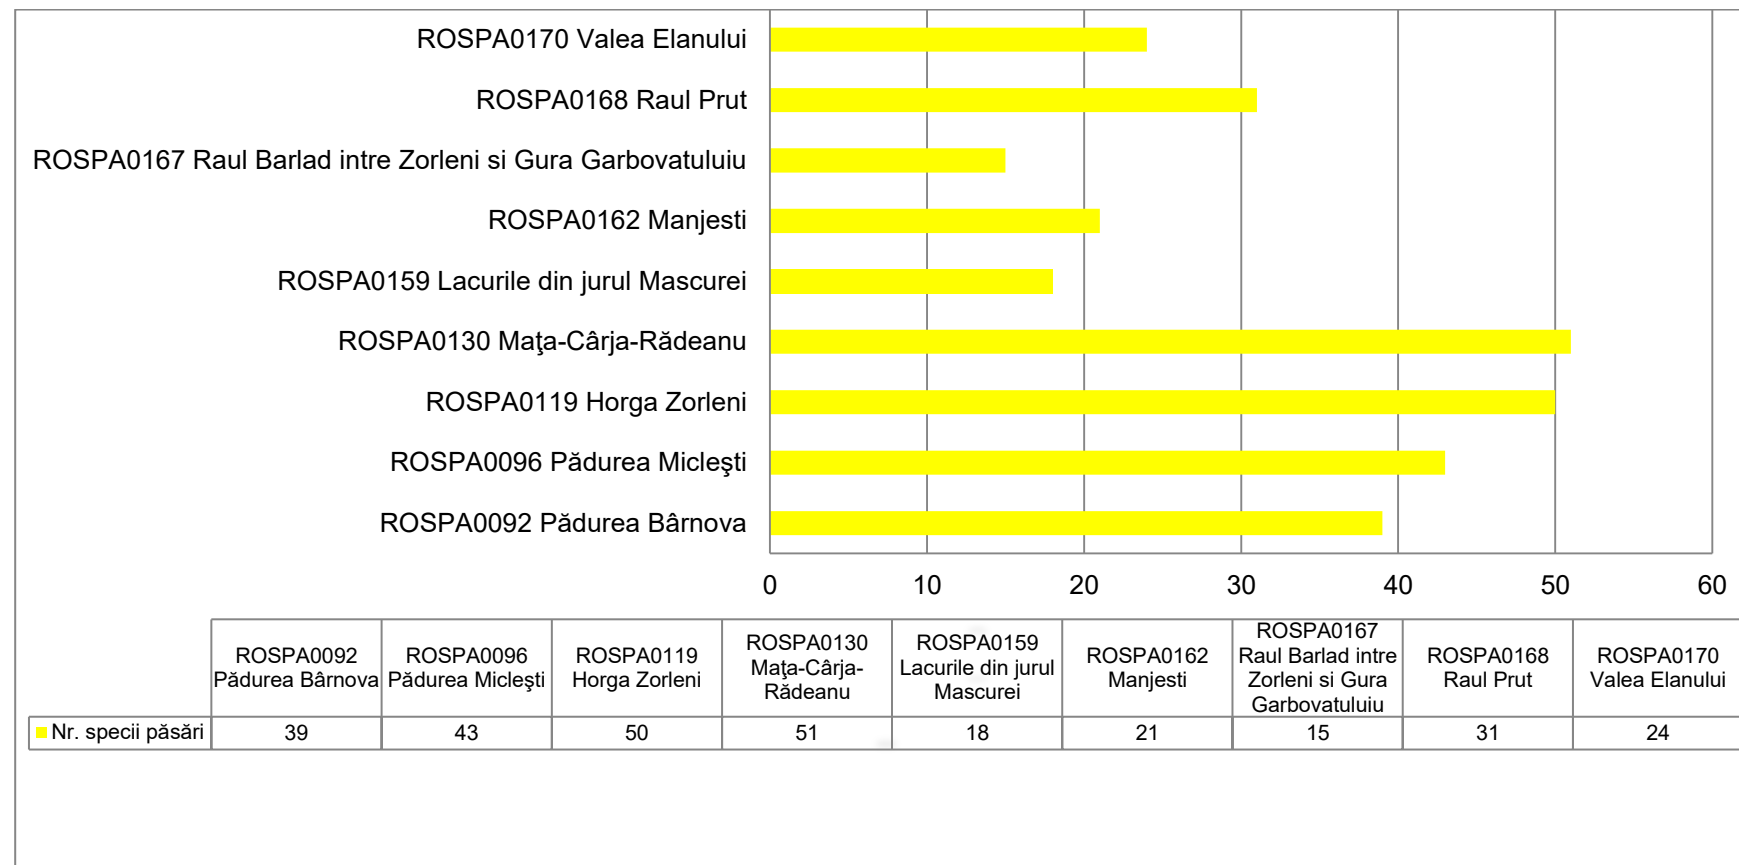 ROSPA0170 Valea Elanului
ROSPA0168 Raul Prut
ROSPA0167 Raul Barlad intre Zorleni si Gura Garbovatuluiu
ROSPA0162 Manjesti
ROSPA0159 Lacurile din jurul Mascurei
ROSPA0130 Maţa-Cârja-Rădeanu
ROSPA0119 Horga Zorleni
ROSPA0096 Pădurea Micleşti
ROSPA0092 Pădurea Bârnova
0 10 20 30 40 50 60
ROSPA0092
Pădurea Bârnova
ROSPA0096
Pădurea Micleşti
ROSPA0119
Horga Zorleni
ROSPA0130
Maţa-Cârja-
Rădeanu
ROSPA0159
Lacurile din jurul
Mascurei
ROSPA0162
Manjesti
ROSPA0167
Raul Barlad intre
Zorleni si Gura
Garbovatuluiu
ROSPA0168
Raul Prut
ROSPA0170
Valea Elanului
Nr. specii păsări 39 43 50 51 18 21 15 31 24